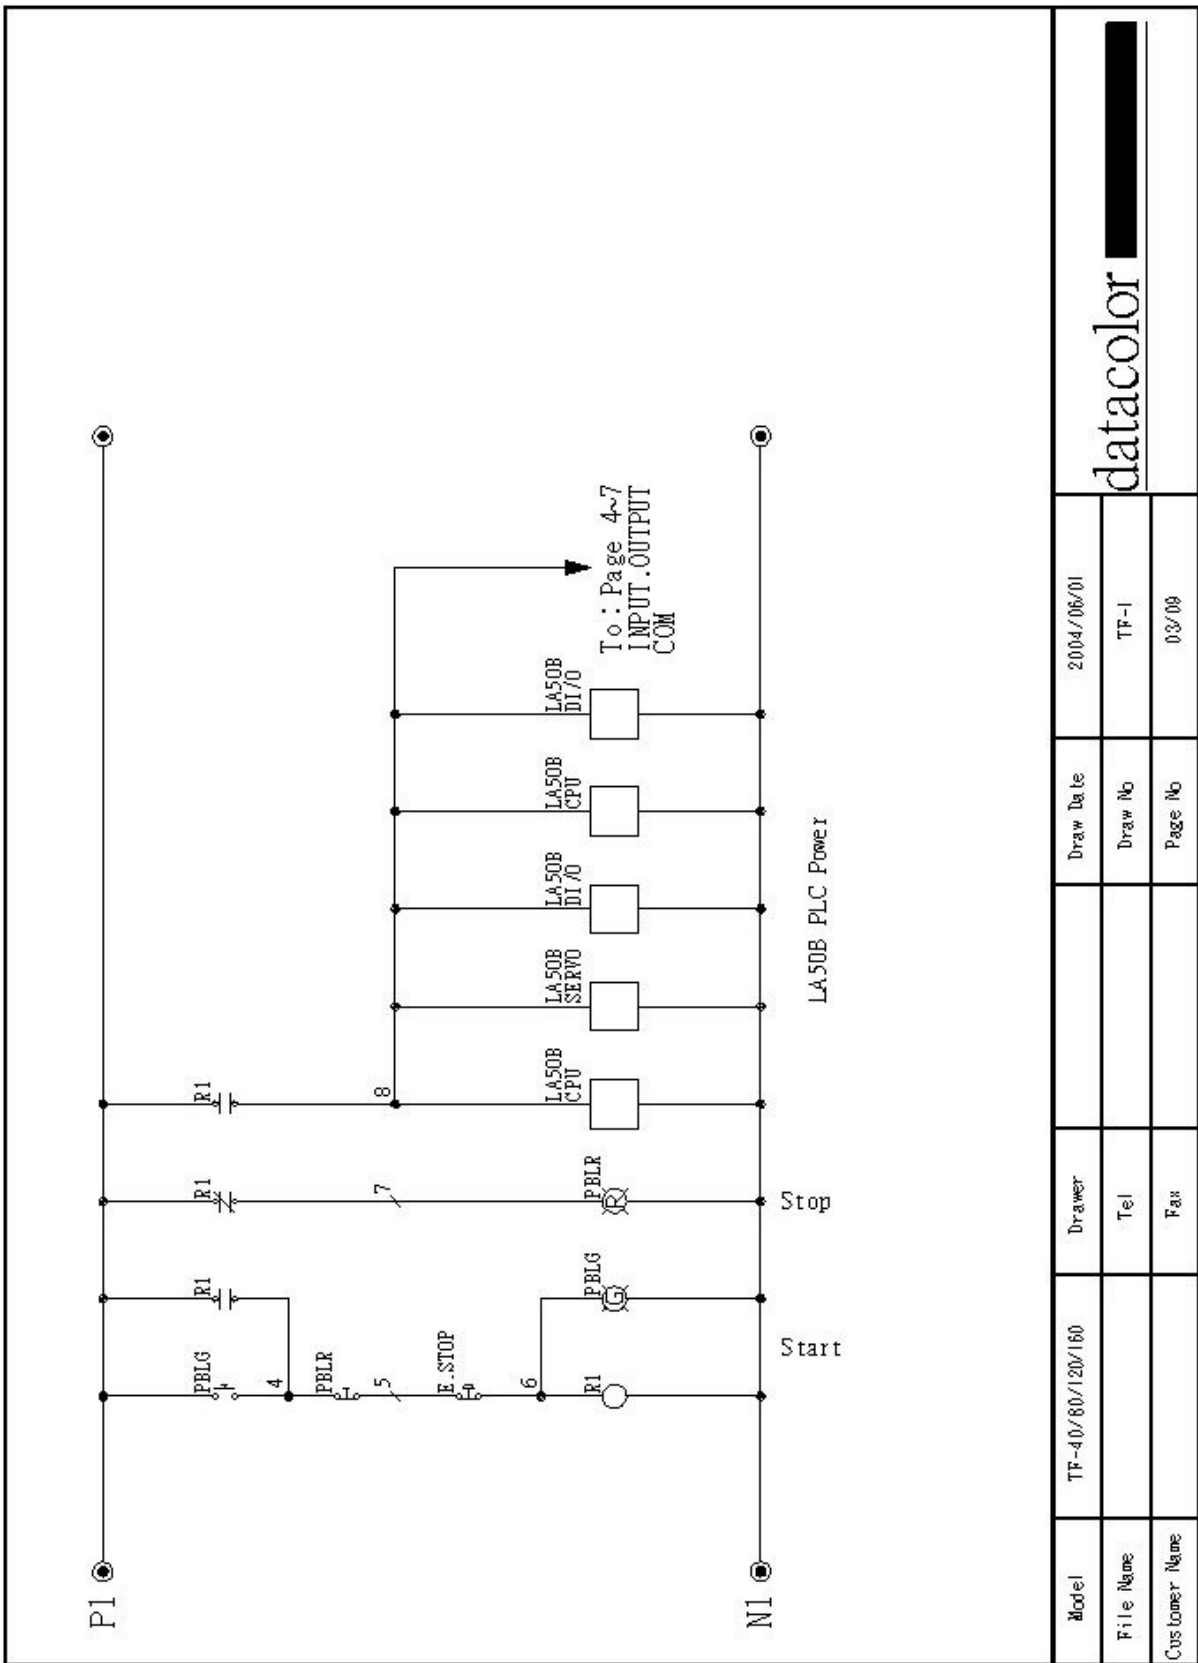 P1
PBLG
R1
R1
R1
4
PBLR
5
E.STOP
6
7
8
R1
PBLG
PBLR
LA50B
CPU
LA50B
SERVO
LA50B
DI/O
LA50B
CPU
LA50B
DI/O
To:Page 4~7
INPUT.OUTPUT
COM
G
R
N1
Start
Stop
LA50B PLC Power
Model
TF-40/80/120/160
Drawer
Draw Date
2004/06/01
datacolor
File Name
Tel
Draw No
TF-1
Customer Name
Fax
Page No
03/09